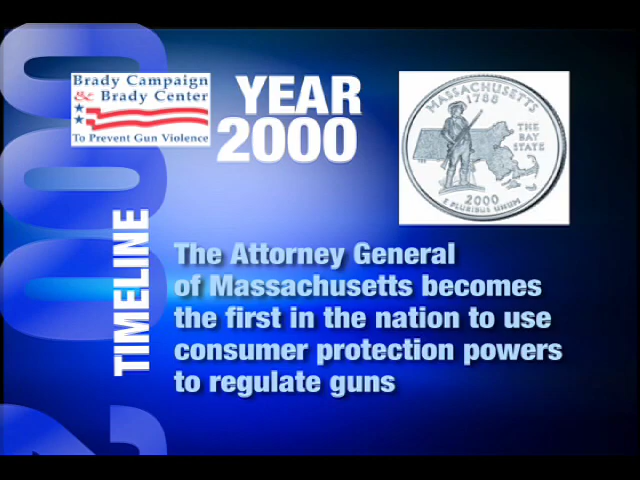 Brady Campaign
& Brady Center
To Prevent Gun Violence
YEAR
2000
MASSACHUSETTS
1788
THE
BAY
STATE
2000
E PLURIBUS UNUM
2000
TIMELINE
The Attorney General
of Massachusetts becomes
the first in the nation to use
consumer protection powers
to regulate guns